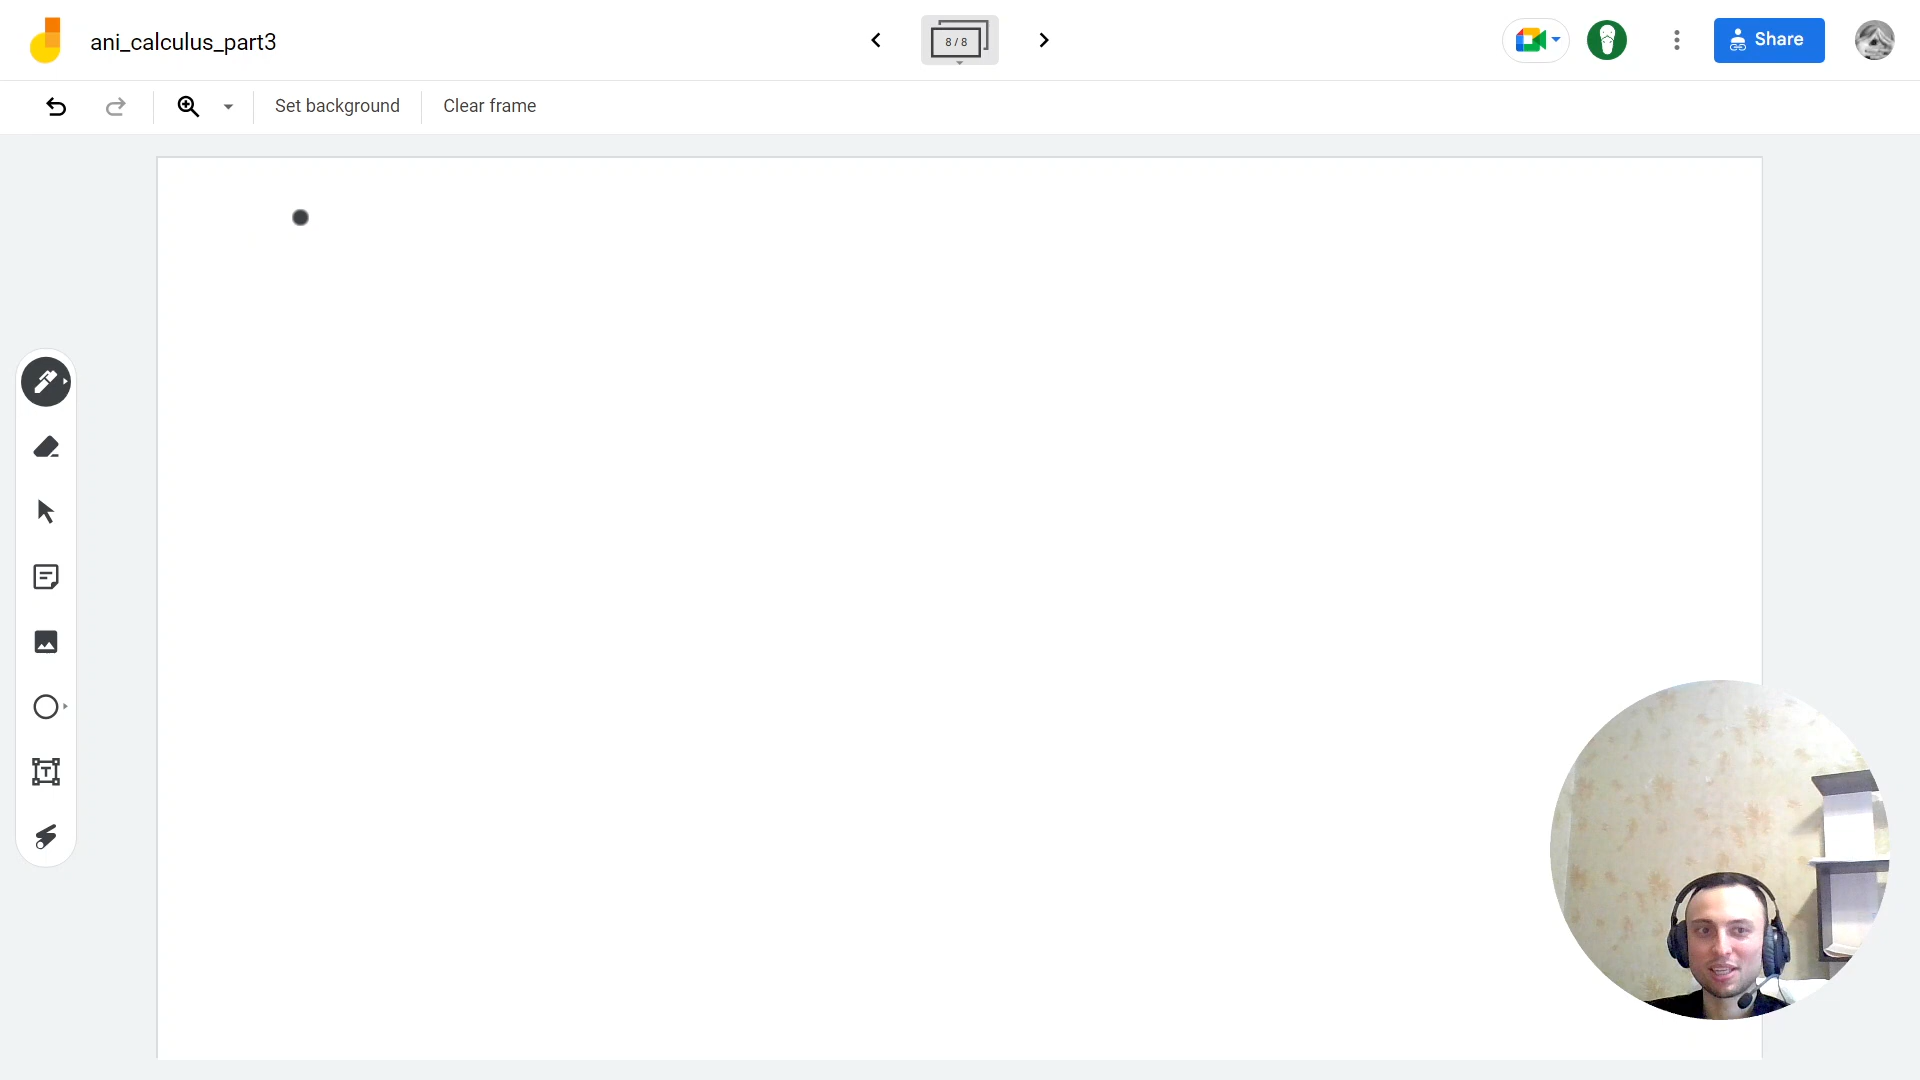 ani_calculus_part3
8 / 8
Share
Set background
Clear frame